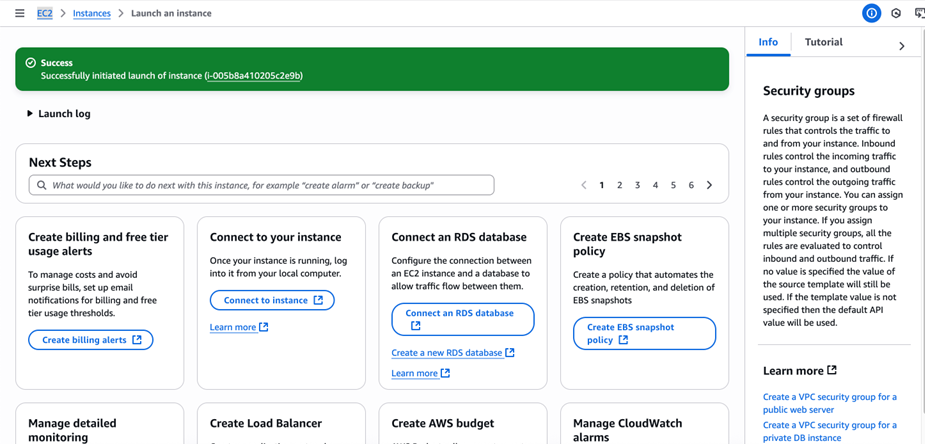 EC2 > Instances > Launch an instance
Success
Successfully initiated launch of instance (i-005b8a410205c2e9b)
Launch log
Next Steps
What would you like to do next with this instance, for example "create alarm" or "create backup"
1 2 3 4 5 6
Create billing and free tier
usage alerts
To manage costs and avoid
surprise bills, set up email
notifications for billing and free
tier usage thresholds.
Create billing alerts
Connect to your instance
Once your instance is running, log
into it from your local computer.
Connect to instance
Learn more
Connect an RDS database
Configure the connection between
an EC2 instance and a database to
allow traffic flow between them.
Connect an RDS database
Create a new RDS database
Learn more
Create EBS snapshot
policy
Create a policy that automates the
creation, retention, and deletion of
EBS snapshots
Create EBS snapshot
policy
Manage detailed
monitoring
Create Load Balancer
Create AWS budget
Manage CloudWatch
alarms
Info
Tutorial
Security groups
A security group is a set of firewall
rules that controls the traffic to
and from your instance. Inbound
rules control the incoming traffic
to your instance, and outbound
rules control the outgoing traffic
from your instance. You can assign
one or more security groups to
your instance. If you assign
multiple security groups, all the
rules are evaluated to control
inbound and outbound traffic. If
no value is specified the value of
the source template will still be
used. If the template value is not
specified then the default API
value will be used.
Learn more
Create a VPC security group for a
public web server
Create a VPC security group for a
private DB instance